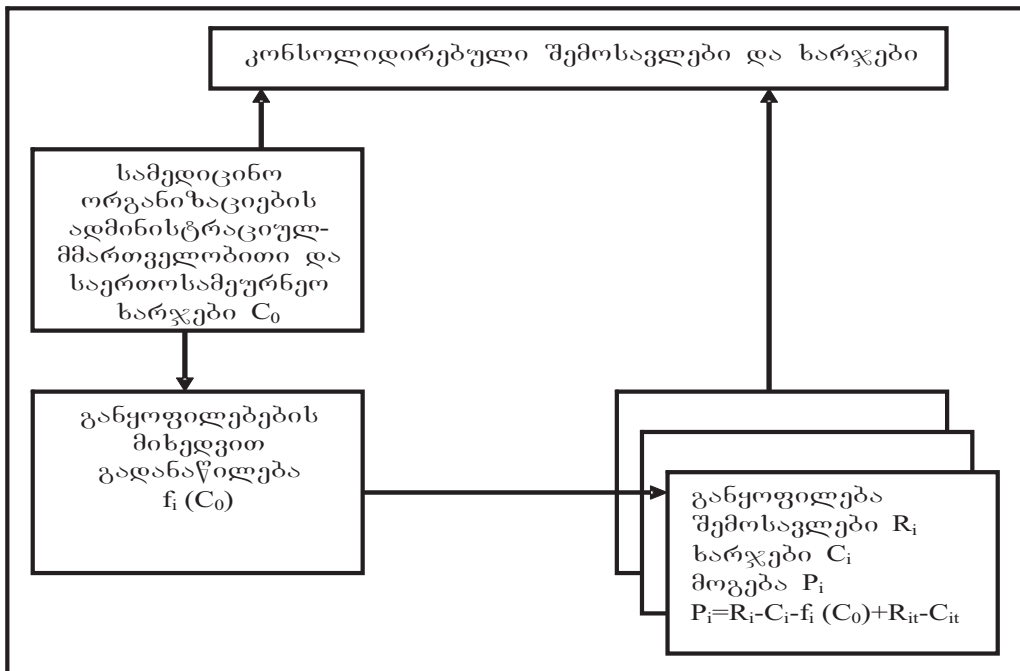 კონსოლიდირებული შემოსავლები და ხარჯები
სამედიცინო
ორგანიზაციების
ადმინისტრაციულ-
მმართველობითი და
საერთოსამეურნეო
ხარჯები C₀
განყოფილებების
მიხედვით
გადანაწილება
fᵢ (C₀)
განყოფილება
შემოსავლები Rᵢ
ხარჯები Cᵢ
მოგება Pᵢ
Pᵢ=Rᵢ-Cᵢ-fᵢ (C₀)+Rᵢₜ-Cᵢₜ